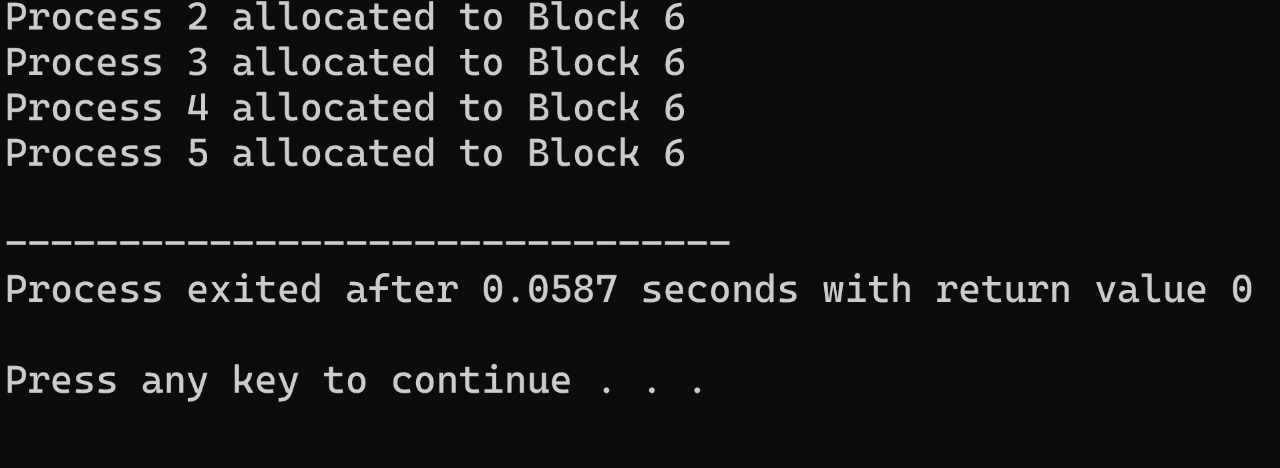 Process 2 allocated to Block 6
Process 3 allocated to Block 6
Process 4 allocated to Block 6
Process 5 allocated to Block 6
--------------------------------
Process exited after 0.0587 seconds with return value 0
Press any key to continue . . .